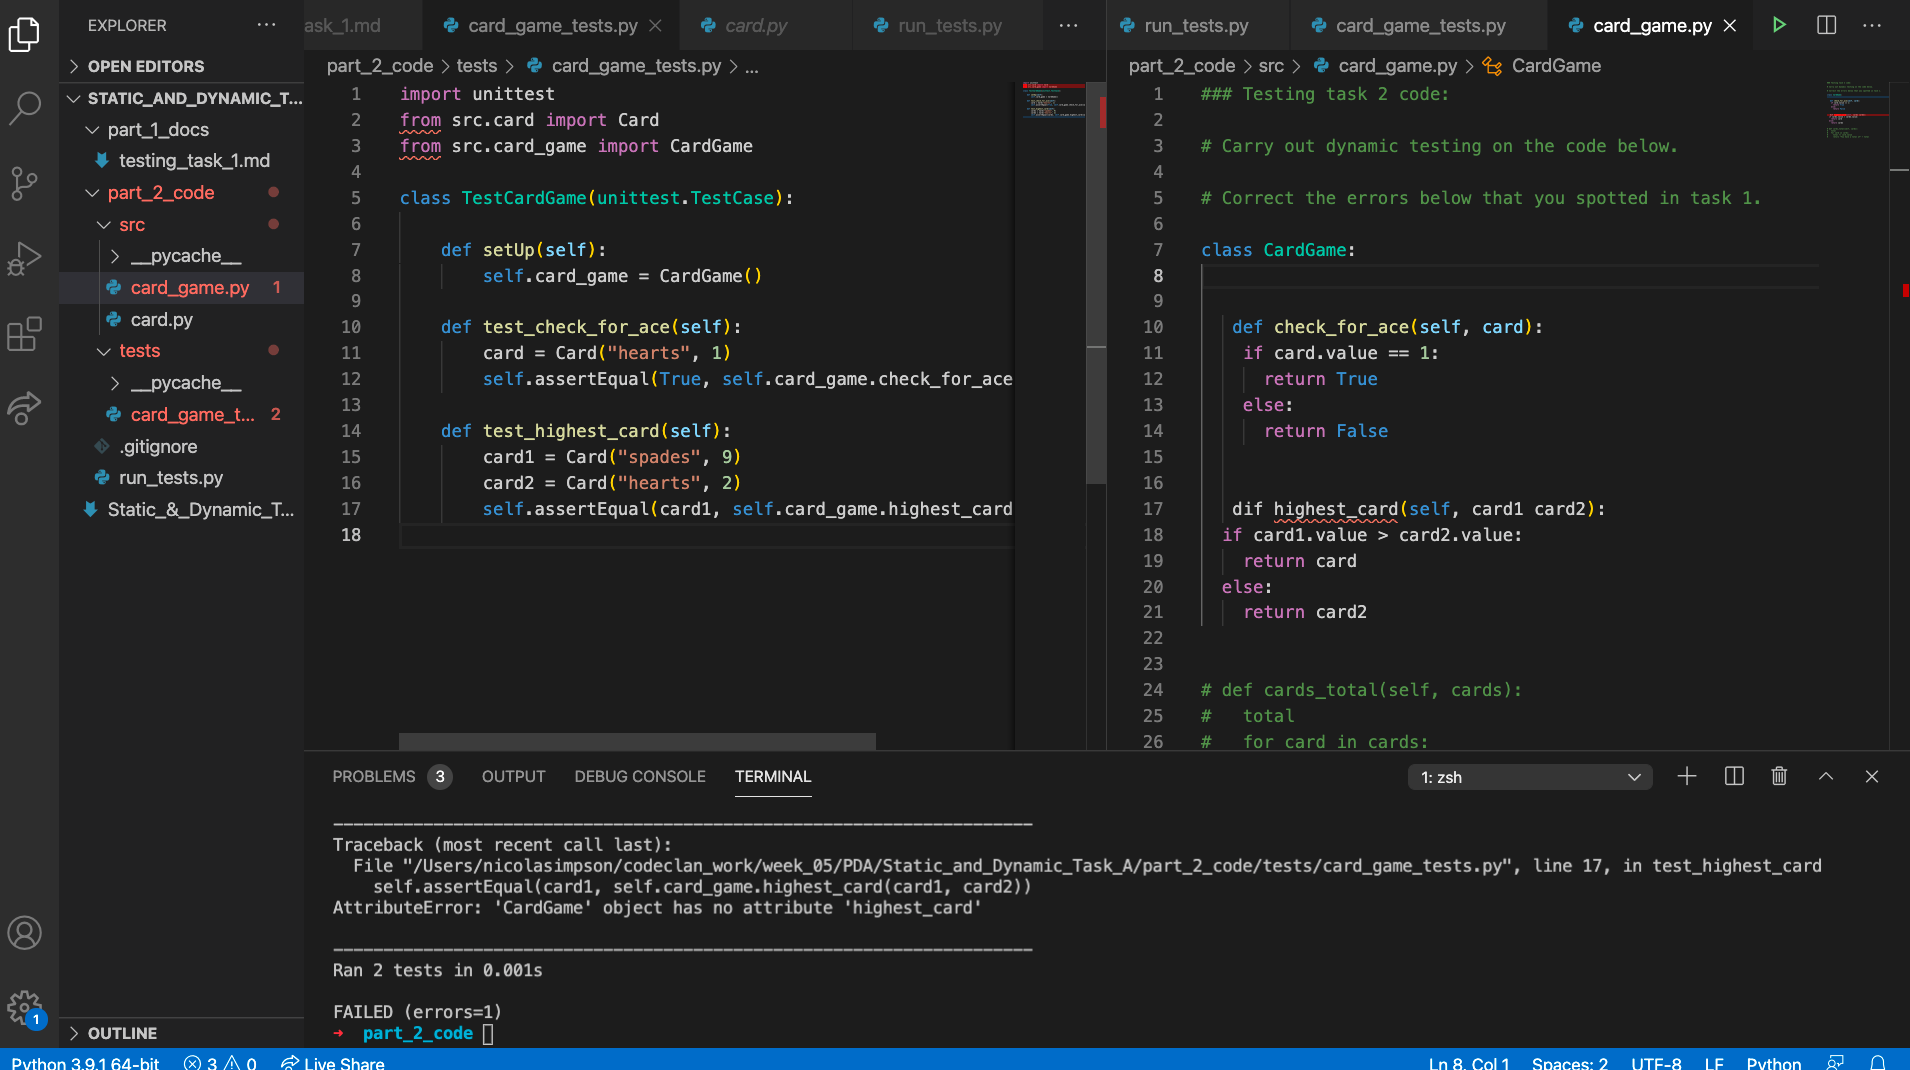 EXPLORER
OPEN EDITORS
STATIC_AND_DYNAMIC_T...
part_1_docs
testing_task_1.md
part_2_code
src
__pycache__
card_game.py 1
card.py
tests
__pycache__
card_game_t... 2
.gitignore
run_tests.py
Static_&_Dynamic_T...
OUTLINE
ask_1.md card_game_tests.py card.py run_tests.py
part_2_code > tests > card_game_tests.py > ...
1 import unittest
2 from src.card import Card
3 from src.card_game import CardGame
4
5 class TestCardGame(unittest.TestCase):
6
7 def setUp(self):
8 self.card_game = CardGame()
9
10 def test_check_for_ace(self):
11 card = Card("hearts", 1)
12 self.assertEqual(True, self.card_game.check_for_ace
13
14 def test_highest_card(self):
15 card1 = Card("spades", 9)
16 card2 = Card("hearts", 2)
17 self.assertEqual(card1, self.card_game.highest_card
18
run_tests.py card_game_tests.py card_game.py
part_2_code > src > card_game.py > CardGame
1 ### Testing task 2 code:
2
3 # Carry out dynamic testing on the code below.
4
5 # Correct the errors below that you spotted in task 1.
6
7 class CardGame:
8
9
10 def check_for_ace(self, card):
11 if card.value == 1:
12 return True
13 else:
14 return False
15
16
17 dif highest_card(self, card1 card2):
18 if card1.value > card2.value:
19 return card
20 else:
21 return card2
22
23
24 # def cards_total(self, cards):
25 # total
26 # for card in cards:
PROBLEMS 3 OUTPUT DEBUG CONSOLE TERMINAL 1: zsh
----------------------------------------------------------------------
Traceback (most recent call last):
File "/Users/nicolasimpson/codeclan_work/week_05/PDA/Static_and_Dynamic_Task_A/part_2_code/tests/card_game_tests.py", line 17, in test_highest_card
self.assertEqual(card1, self.card_game.highest_card(card1, card2))
AttributeError: 'CardGame' object has no attribute 'highest_card'
----------------------------------------------------------------------
Ran 2 tests in 0.001s
FAILED (errors=1)
➜ part_2_code
1
Python 3.9.1 64-bit 3 0 Live Share Ln 8, Col 1 Spaces: 2 UTF-8 LF Python